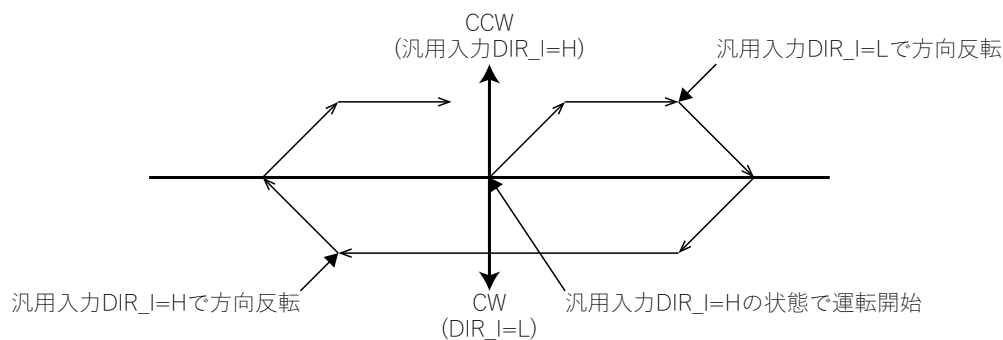 CCW
(汎用入力DIR_I=H)
汎用入力DIR_I=Lで方向反転
汎用入力DIR_I=Hで方向反転
CW
(DIR_I=L)
汎用入力DIR_I=Hの状態で運転開始